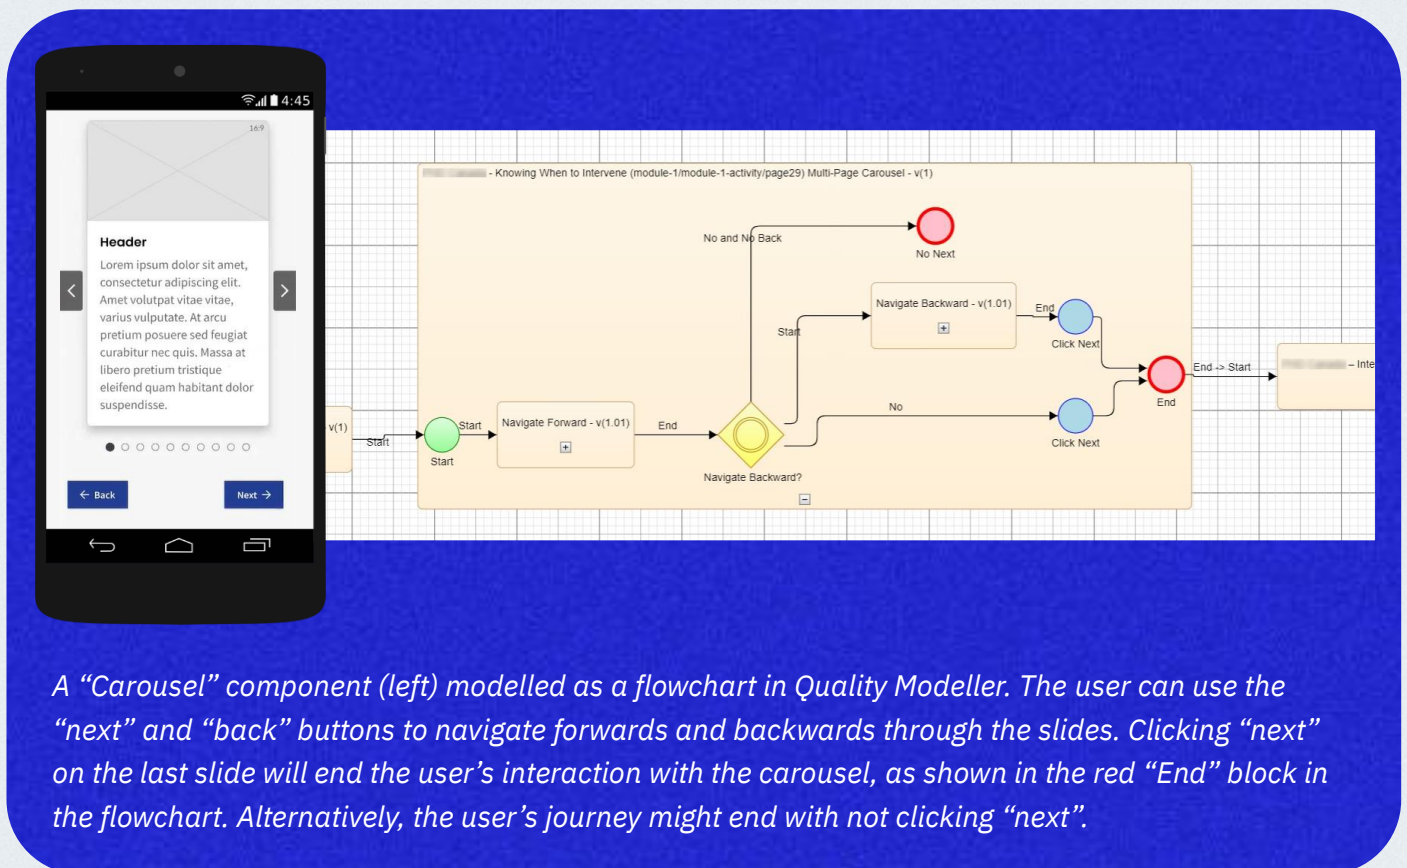 4:45
16:9
Header
Lorem ipsum dolor sit amet,
consectetur adipiscing elit.
Amet volutpat vitae vitae,
varius vulputate. At arcu
pretium posuere sed feugiat
curabitur nec quis. Massa at
libero pretium tristique
eleifend quam habitant dolor
suspendisse.
← Back
Next →
- Knowing When to Intervene (module-1/module-1-activity/page29) Multi-Page Carousel - v(1)
No and No Back
No Next
Navigate Backward - v(1.01)
End
Click Next
Start
End -> Start
– Inte
End
No
Click Next
v(1)
Start
Start
Start
Navigate Forward - v(1.01)
End
Navigate Backward?
A “Carousel” component (left) modelled as a flowchart in Quality Modeller. The user can use the
“next” and “back” buttons to navigate forwards and backwards through the slides. Clicking “next”
on the last slide will end the user’s interaction with the carousel, as shown in the red “End” block in
the flowchart. Alternatively, the user’s journey might end with not clicking “next”.